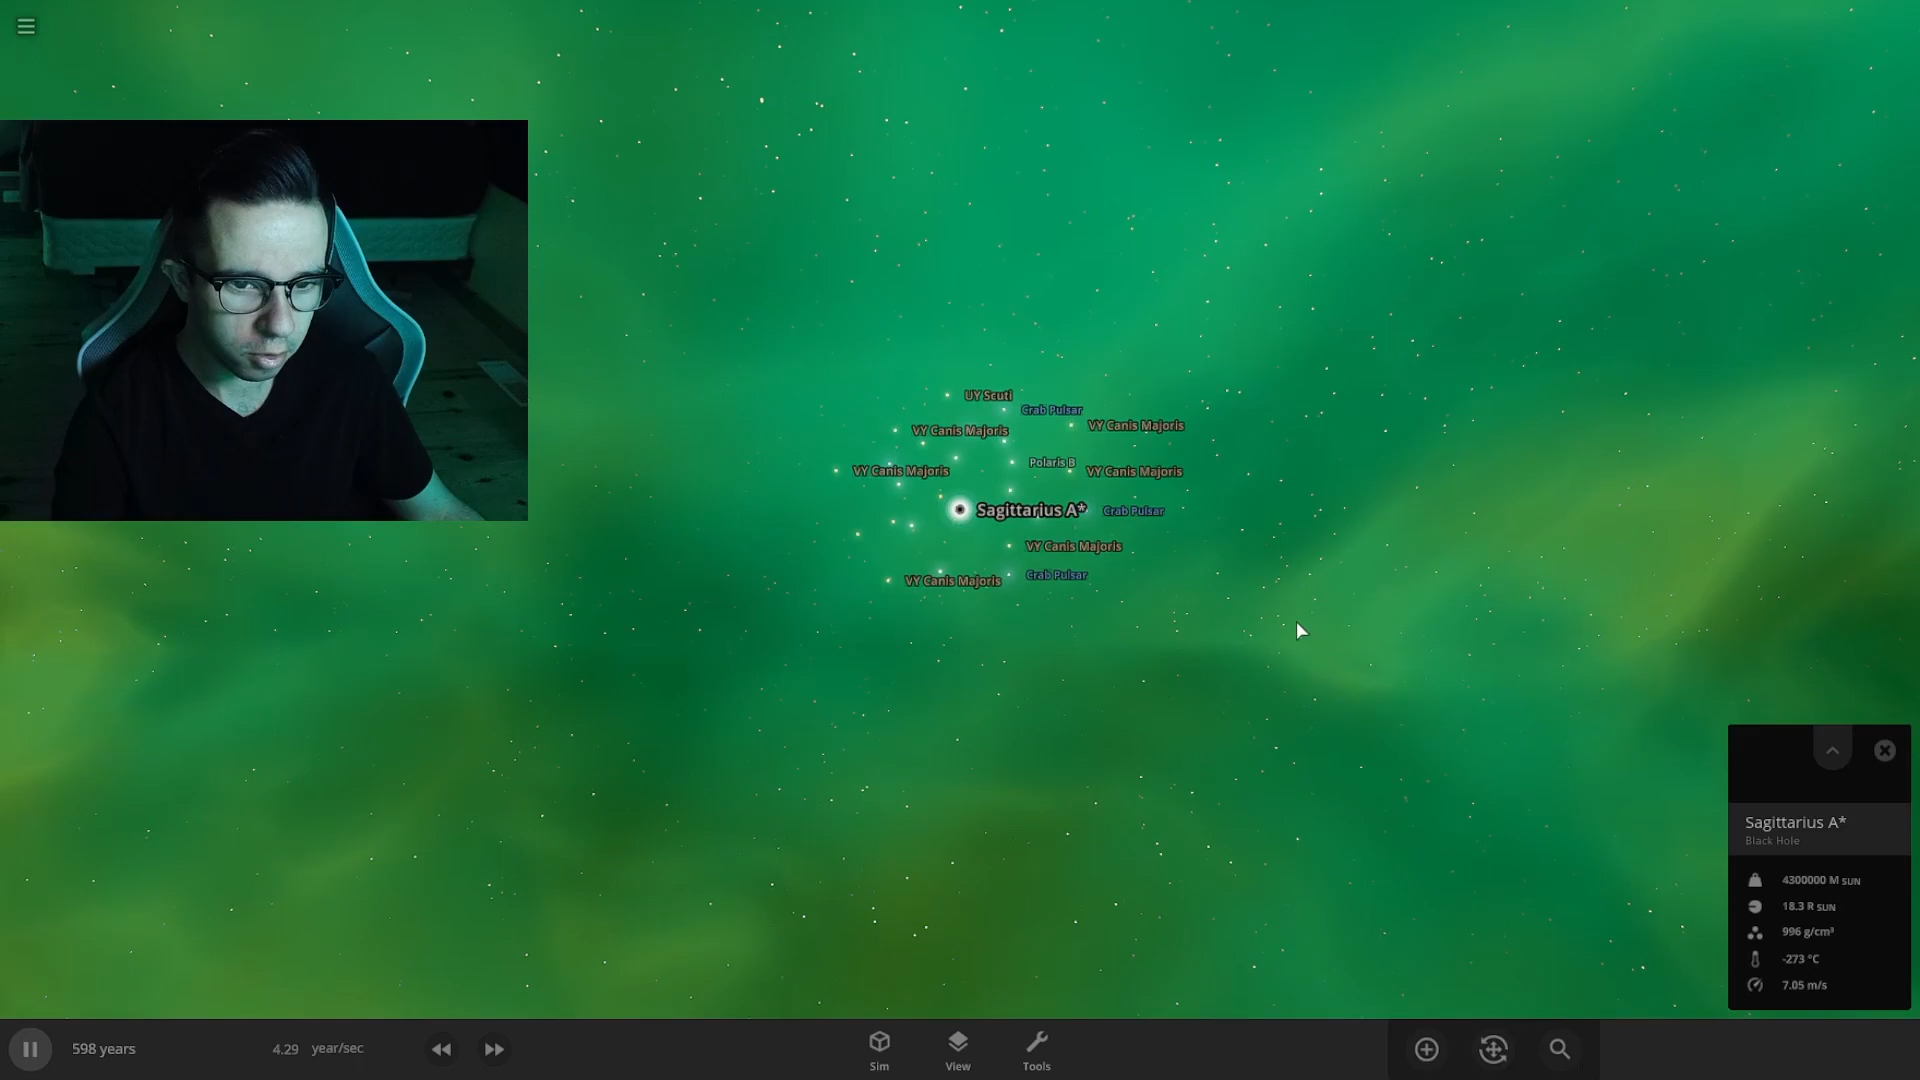 UY Scuti
Crab Pulsar
VY Canis Majoris
VY Canis Majoris
Polaris B
VY Canis Majoris
VY Canis Majoris
Sagittarius A*
Crab Pulsar
VY Canis Majoris
Crab Pulsar
VY Canis Majoris
Sagittarius A*
Black Hole
4300000 M SUN
18.3 R SUN
996 g/cm³
-273 °C
7.05 m/s
598 years
4.29 year/sec
Sim
View
Tools